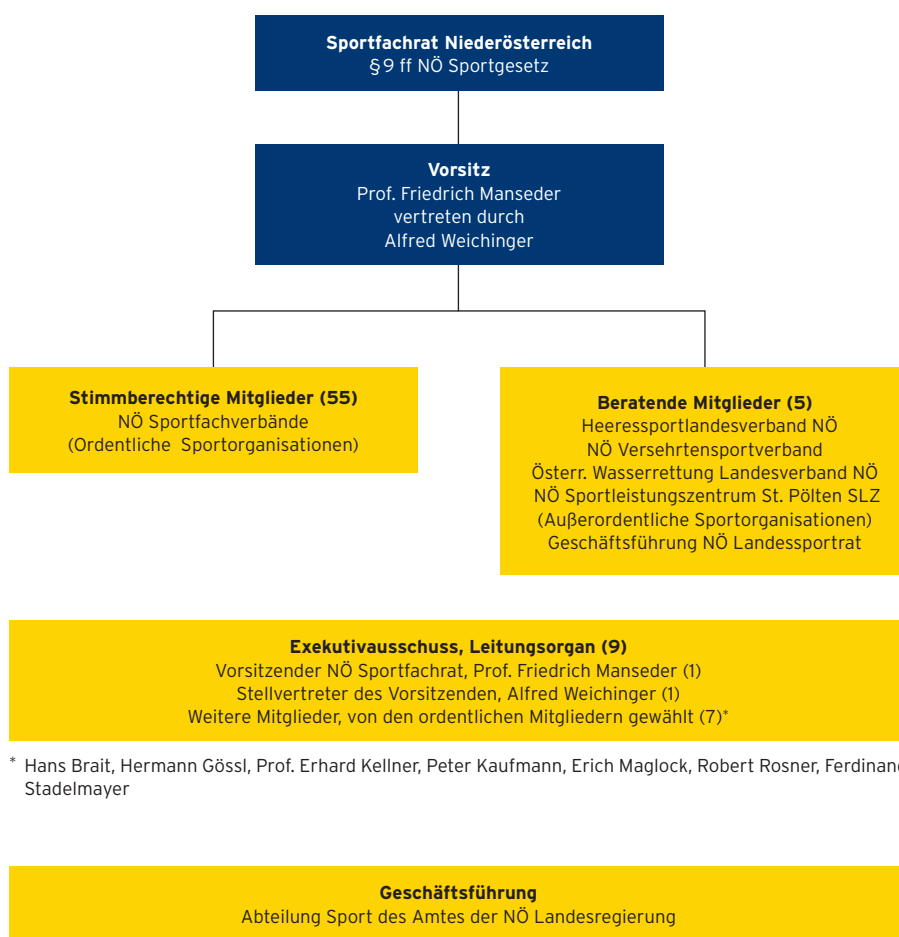 Sportfachrat Niederösterreich
§ 9 ff NÖ Sportgesetz
Vorsitz
Prof. Friedrich Manseder
vertreten durch
Alfred Weichinger
Stimmberechtige Mitglieder (55)
NÖ Sportfachverbände
(Ordentliche Sportorganisationen)
Beratende Mitglieder (5)
Heeressportlandesverband NÖ
NÖ Versehrtensportverband
Österr. Wasserrettung Landesverband NÖ
NÖ Sportleistungszentrum St. Pölten SLZ
(Außerordentliche Sportorganisationen)
Geschäftsführung NÖ Landessportrat
Exekutivausschuss, Leitungsorgan (9)
Vorsitzender NÖ Sportfachrat, Prof. Friedrich Manseder (1)
Stellvertreter des Vorsitzenden, Alfred Weichinger (1)
Weitere Mitglieder, von den ordentlichen Mitgliedern gewählt (7)*
* Hans Brait, Hermann Gössl, Prof. Erhard Kellner, Peter Kaufmann, Erich Maglock, Robert Rosner, Ferdinand
Stadelmayer
Geschäftsführung
Abteilung Sport des Amtes der NÖ Landesregierung